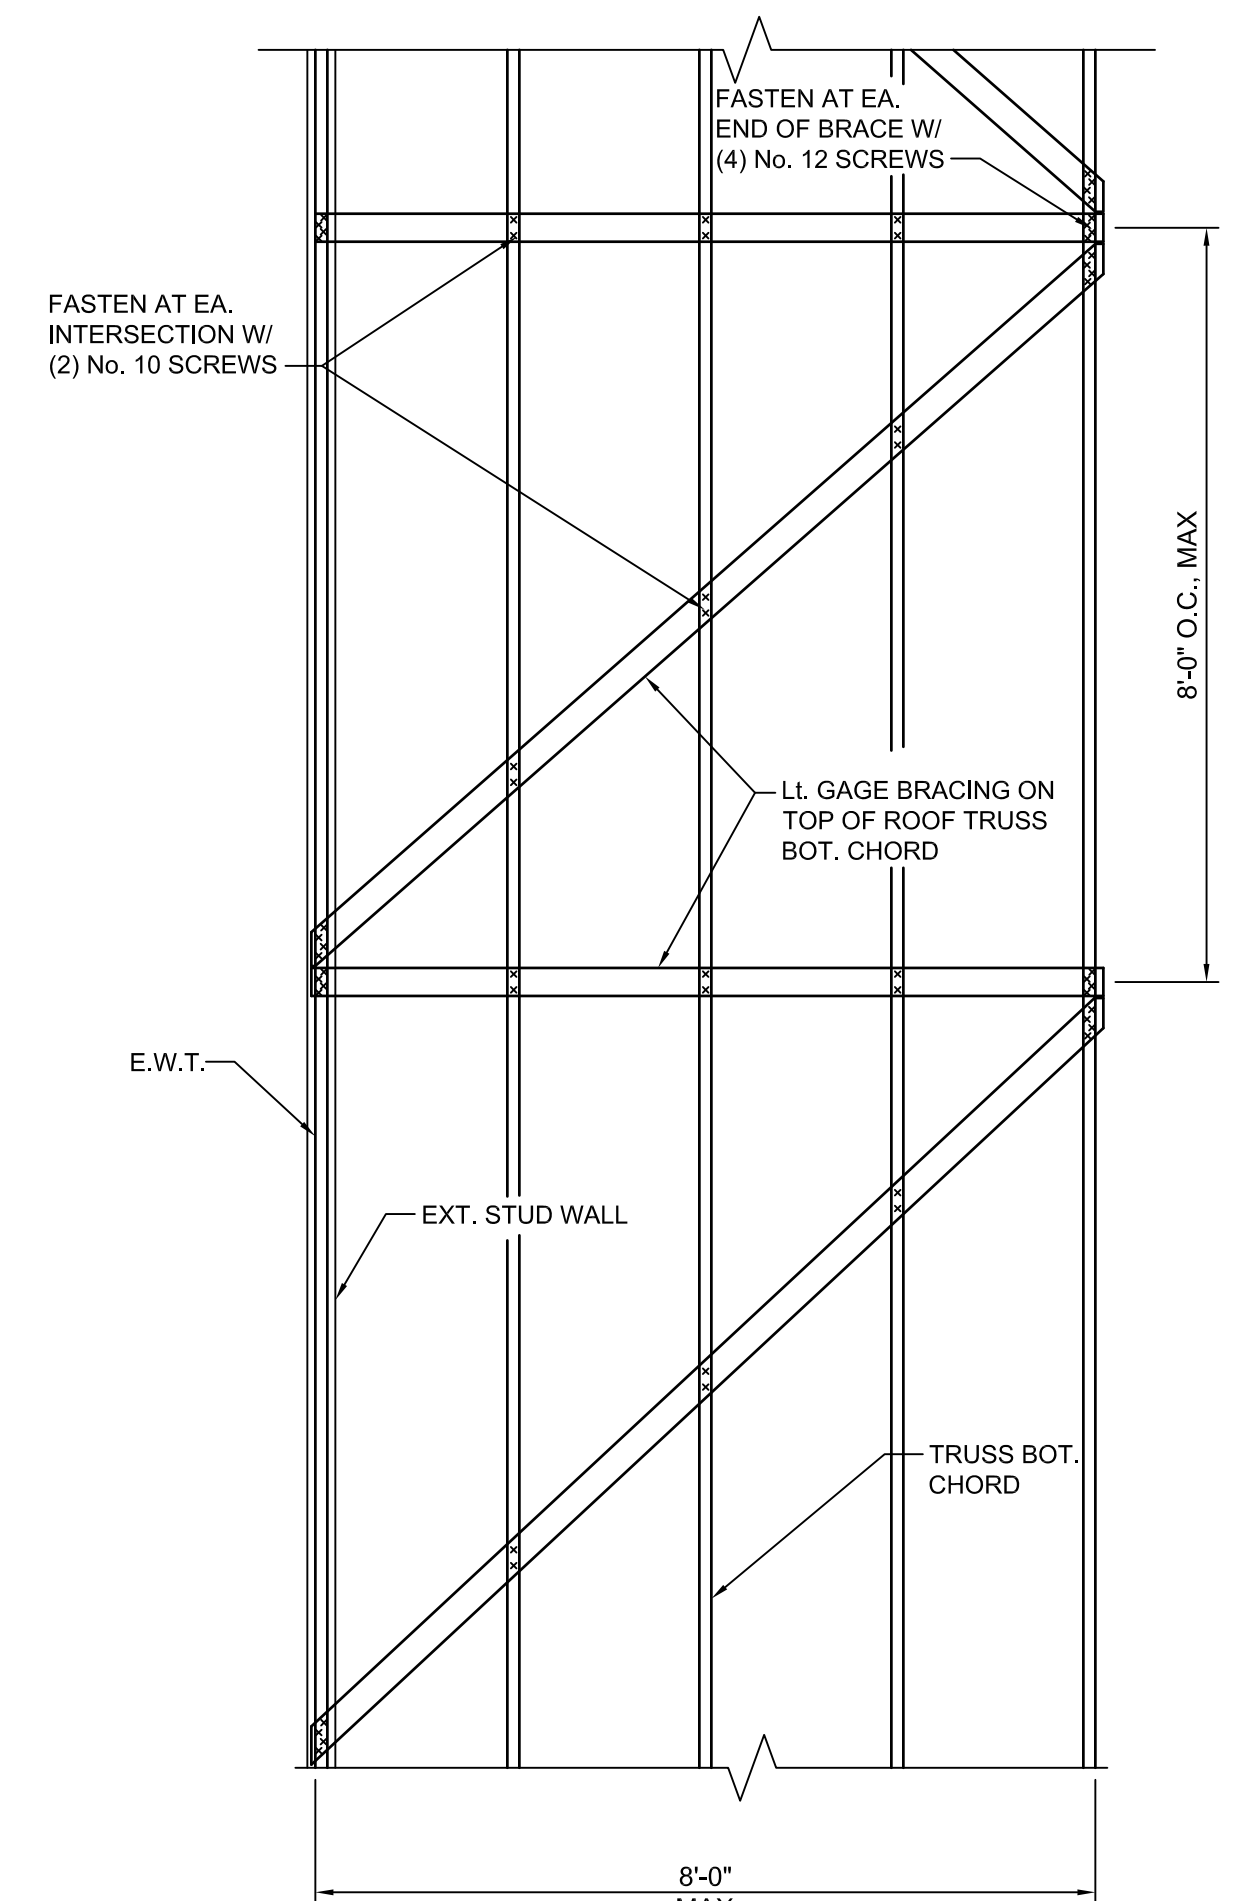 FASTEN AT EA.
END OF BRACE W/
(4) No. 12 SCREWS
FASTEN AT EA.
INTERSECTION W/
(2) No. 10 SCREWS
8'-0" O.C., MAX
Lt. GAGE BRACING ON
TOP OF ROOF TRUSS
BOT. CHORD
E.W.T.
EXT. STUD WALL
TRUSS BOT.
CHORD
8'-0"
MAX